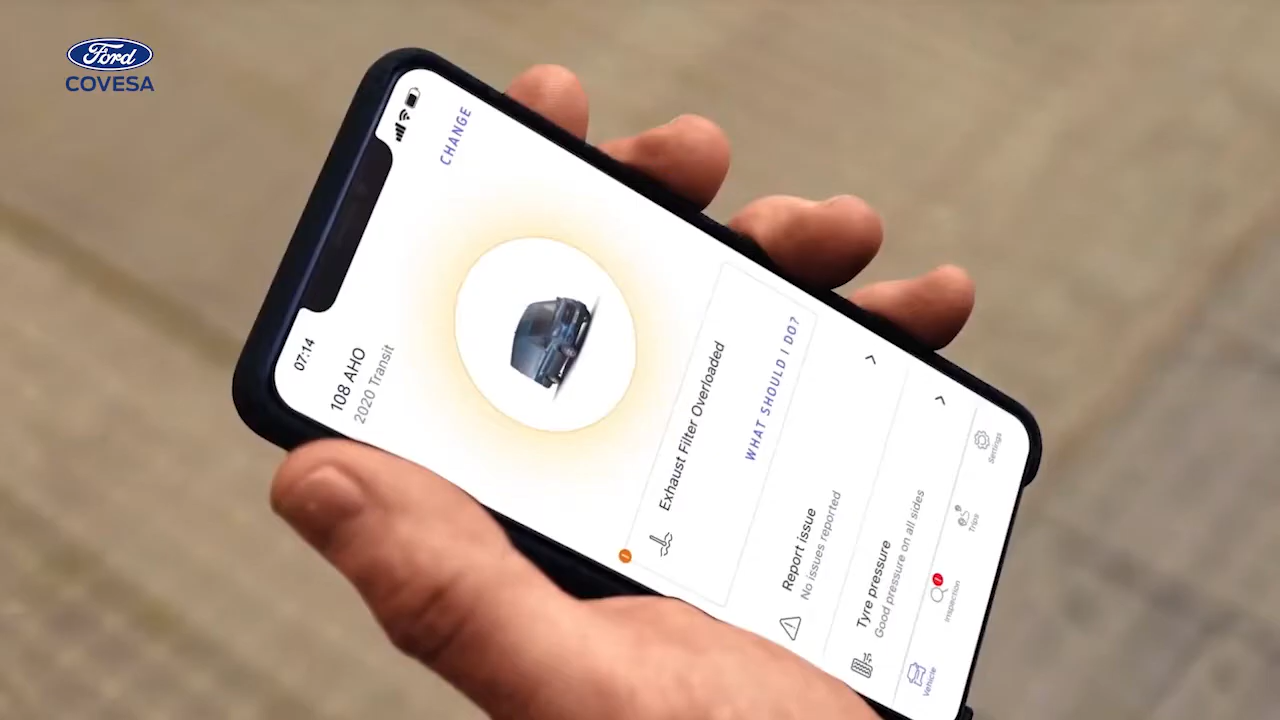 Ford
COVESA
07:14
CHANGE
108 AHO
2020 Transit
Exhaust Filter Overloaded
WHAT SHOULD I DO?
Report issue
No issues reported
Tyre pressure
Good pressure on all sides
Vehicle
Inspection
Trips
Settings